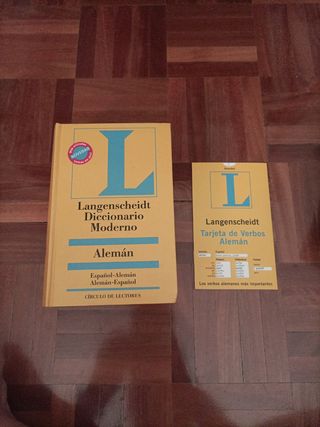 L
Langenscheidt
Diccionario
Moderno
Alemán
Español-Alemán
Alemán-Español
CÍRCULO DE LECTORES
L
Langenscheidt
Tarjeta de Verbos
Alemán
Los verbos alemanes más importantes